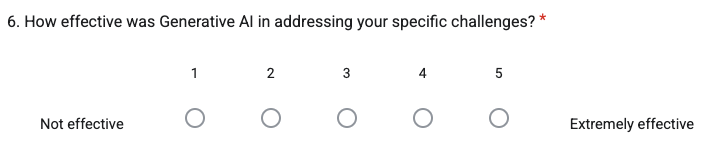 6. How effective was Generative AI in addressing your specific challenges? *
1 2 3 4 5
Not effective Extremely effective